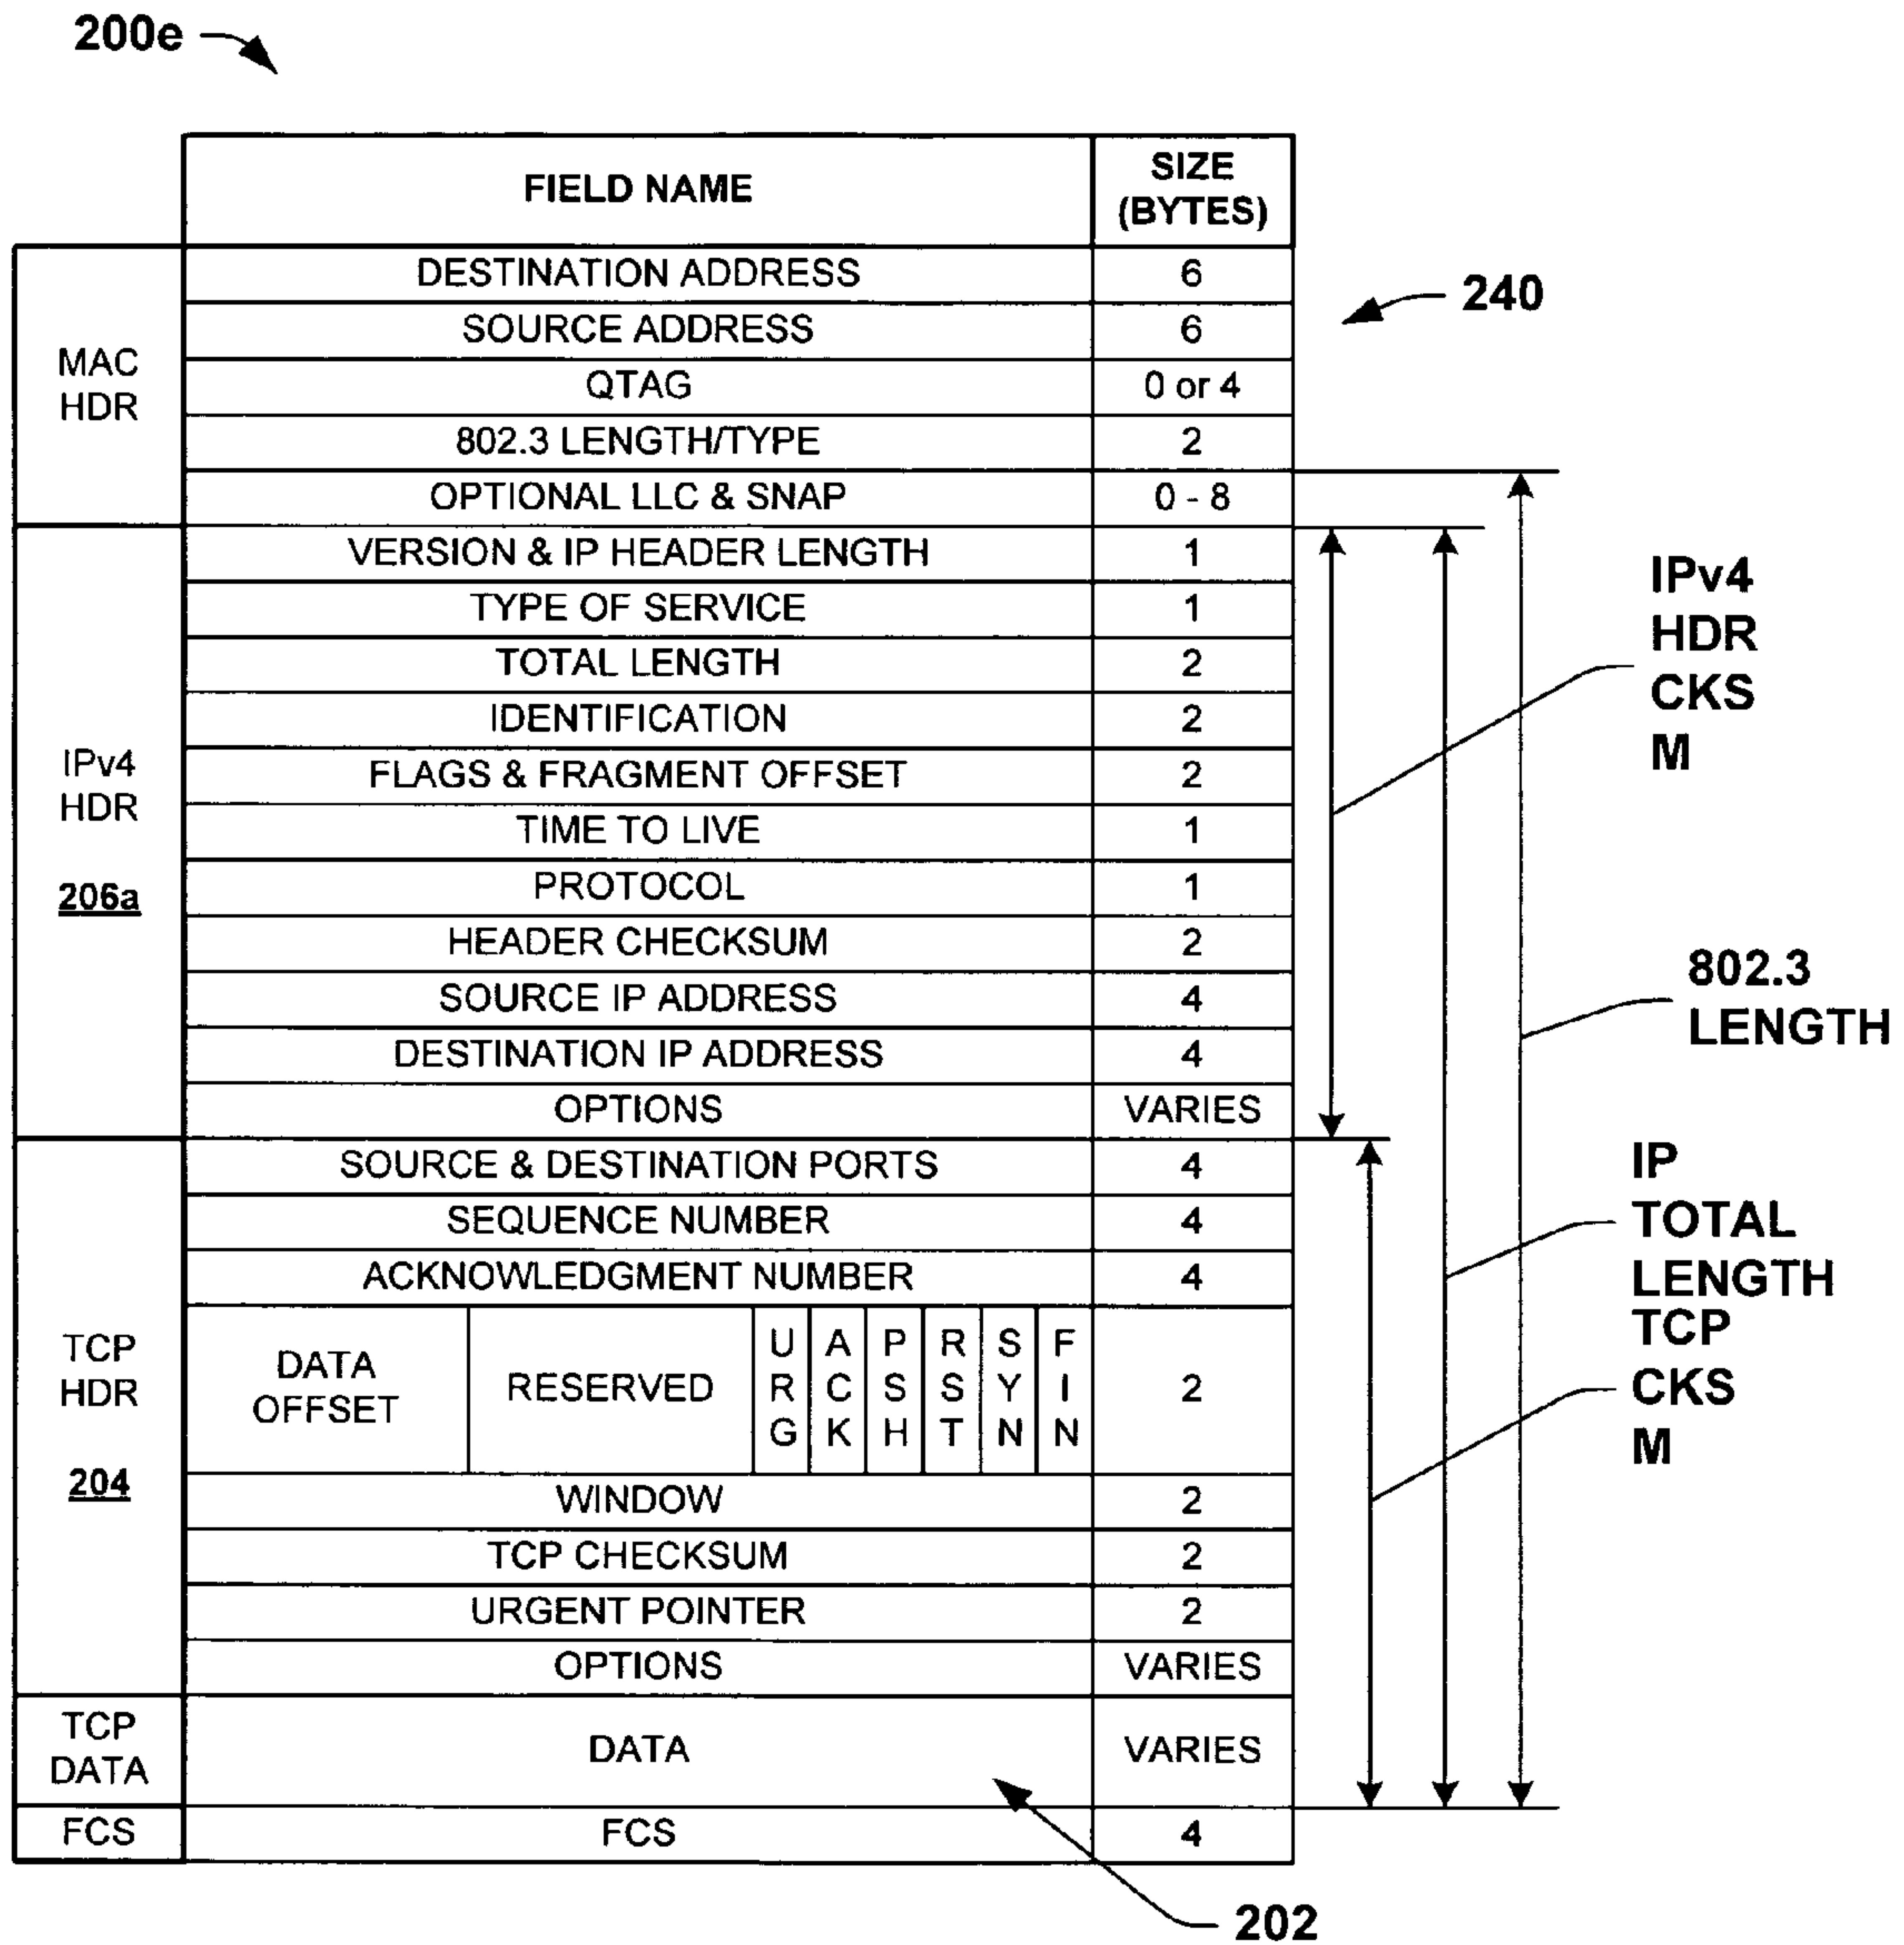 200e
FIELD NAME
SIZE
(BYTES)
MAC
HDR
DESTINATION ADDRESS 6
SOURCE ADDRESS 6
QTAG 0 or 4
802.3 LENGTH/TYPE 2
OPTIONAL LLC & SNAP 0 - 8
240
IPv4
HDR
206a
VERSION & IP HEADER LENGTH 1
TYPE OF SERVICE 1
TOTAL LENGTH 2
IDENTIFICATION 2
FLAGS & FRAGMENT OFFSET 2
TIME TO LIVE 1
PROTOCOL 1
HEADER CHECKSUM 2
SOURCE IP ADDRESS 4
DESTINATION IP ADDRESS 4
OPTIONS VARIES
IPv4
HDR
CKS
M
802.3
LENGTH
TCP
HDR
204
SOURCE & DESTINATION PORTS 4
SEQUENCE NUMBER 4
ACKNOWLEDGMENT NUMBER 4
DATA
OFFSET
RESERVED
URG
ACK
PSH
RST
SYN
FIN
2
WINDOW 2
TCP CHECKSUM 2
URGENT POINTER 2
OPTIONS VARIES
IP
TOTAL
LENGTH
TCP
CKS
M
TCP
DATA
DATA VARIES
FCS FCS 4
202